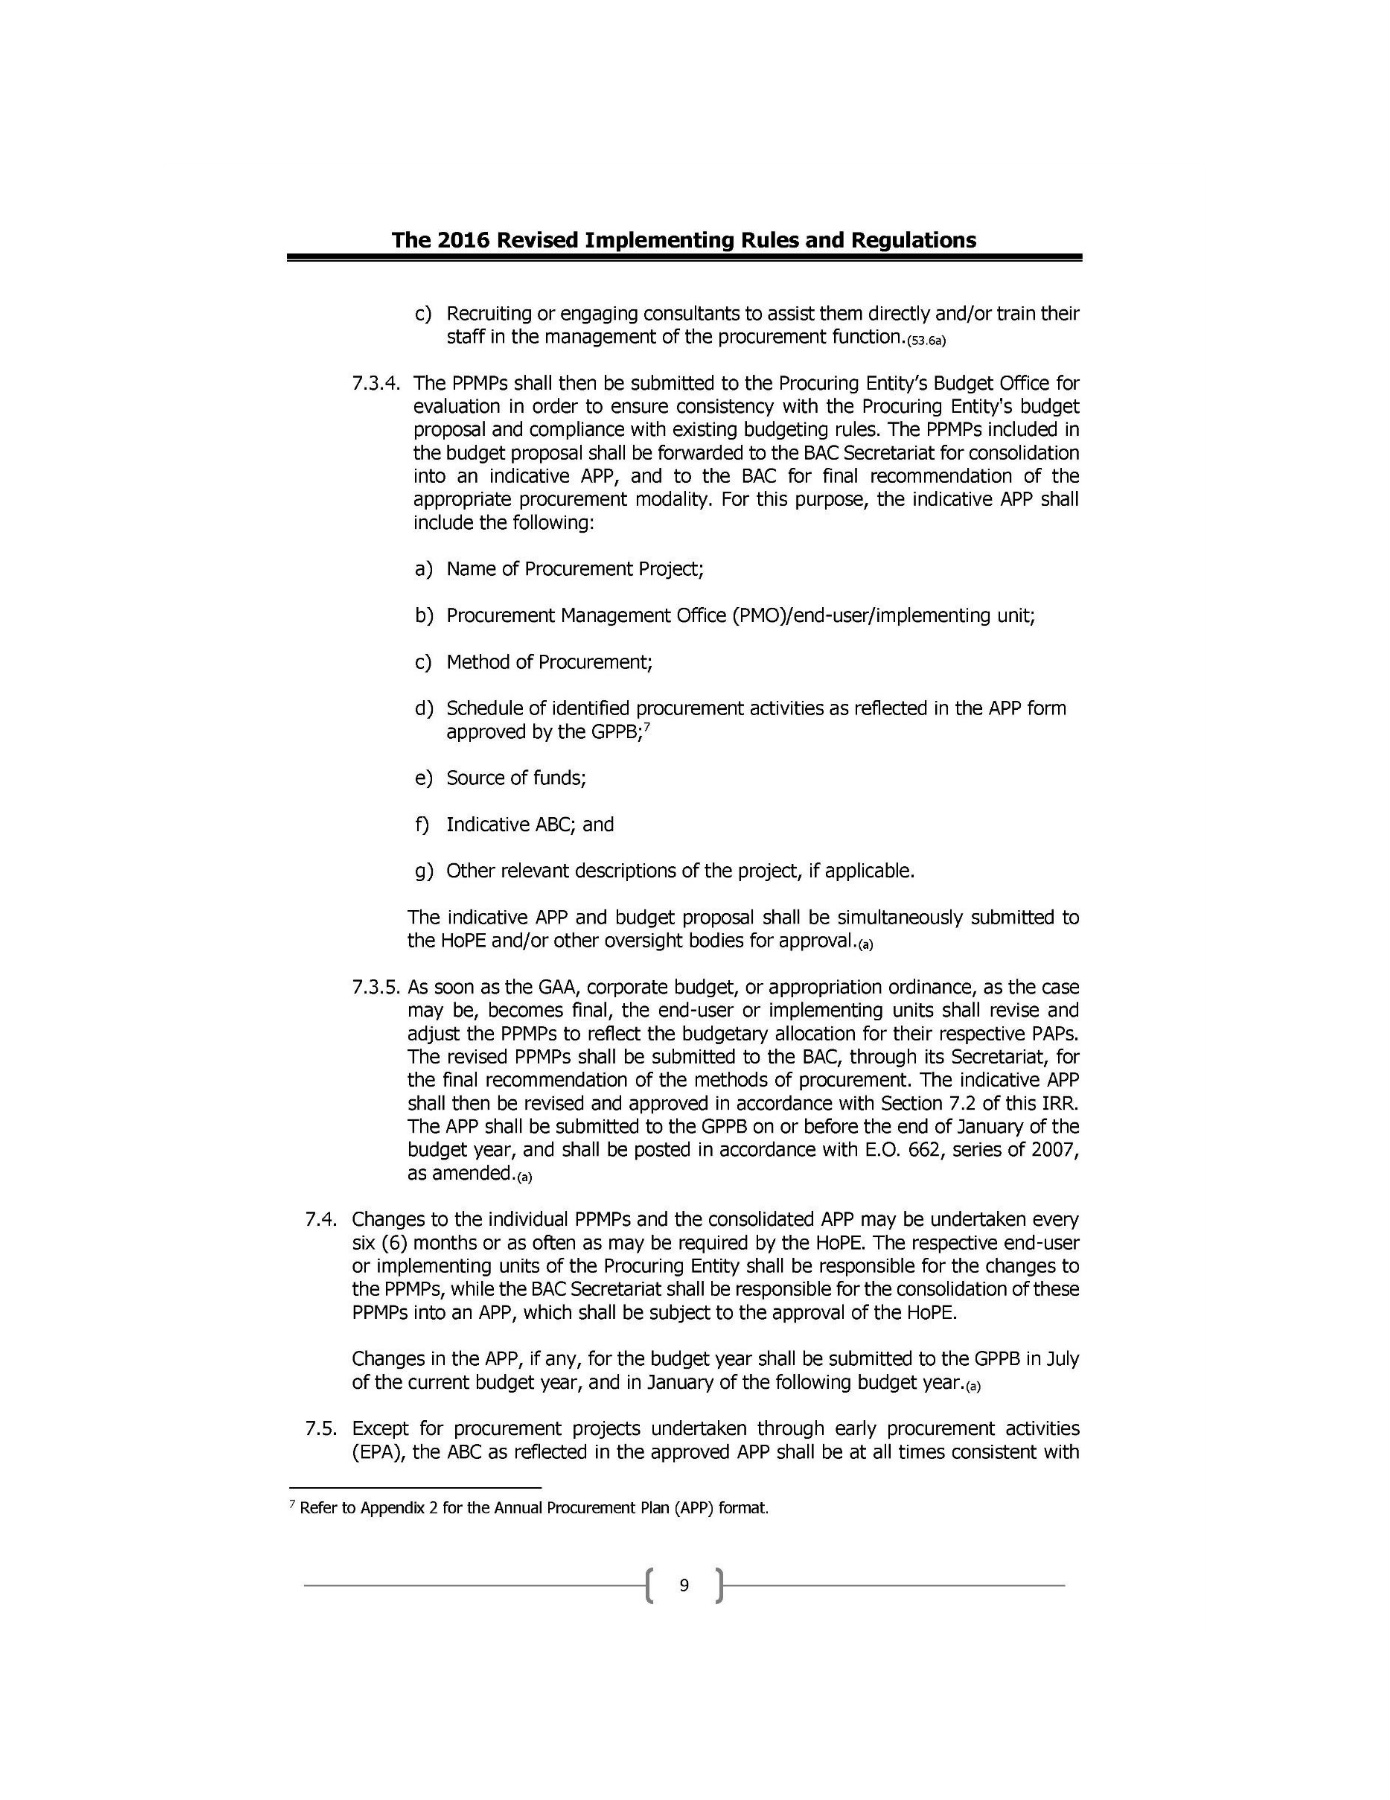 The 2016 Revised Implementing Rules and Regulations
c) Recruiting or engaging consultants to assist them directly and/or train their
staff in the management of the procurement function.(53.6a)
7.3.4. The PPMPs shall then be submitted to the Procuring Entity’s Budget Office for
evaluation in order to ensure consistency with the Procuring Entity's budget
proposal and compliance with existing budgeting rules. The PPMPs included in
the budget proposal shall be forwarded to the BAC Secretariat for consolidation
into an indicative APP, and to the BAC for final recommendation of the
appropriate procurement modality. For this purpose, the indicative APP shall
include the following:
a) Name of Procurement Project;
b) Procurement Management Office (PMO)/end-user/implementing unit;
c) Method of Procurement;
d) Schedule of identified procurement activities as reflected in the APP form
approved by the GPPB;7
e) Source of funds;
f) Indicative ABC; and
g) Other relevant descriptions of the project, if applicable.
The indicative APP and budget proposal shall be simultaneously submitted to
the HoPE and/or other oversight bodies for approval.(a)
7.3.5. As soon as the GAA, corporate budget, or appropriation ordinance, as the case
may be, becomes final, the end-user or implementing units shall revise and
adjust the PPMPs to reflect the budgetary allocation for their respective PAPs.
The revised PPMPs shall be submitted to the BAC, through its Secretariat, for
the final recommendation of the methods of procurement. The indicative APP
shall then be revised and approved in accordance with Section 7.2 of this IRR.
The APP shall be submitted to the GPPB on or before the end of January of the
budget year, and shall be posted in accordance with E.O. 662, series of 2007,
as amended.(a)
7.4. Changes to the individual PPMPs and the consolidated APP may be undertaken every
six (6) months or as often as may be required by the HoPE. The respective end-user
or implementing units of the Procuring Entity shall be responsible for the changes to
the PPMPs, while the BAC Secretariat shall be responsible for the consolidation of these
PPMPs into an APP, which shall be subject to the approval of the HoPE.
Changes in the APP, if any, for the budget year shall be submitted to the GPPB in July
of the current budget year, and in January of the following budget year.(a)
7.5. Except for procurement projects undertaken through early procurement activities
(EPA), the ABC as reflected in the approved APP shall be at all times consistent with
7 Refer to Appendix 2 for the Annual Procurement Plan (APP) format.
9